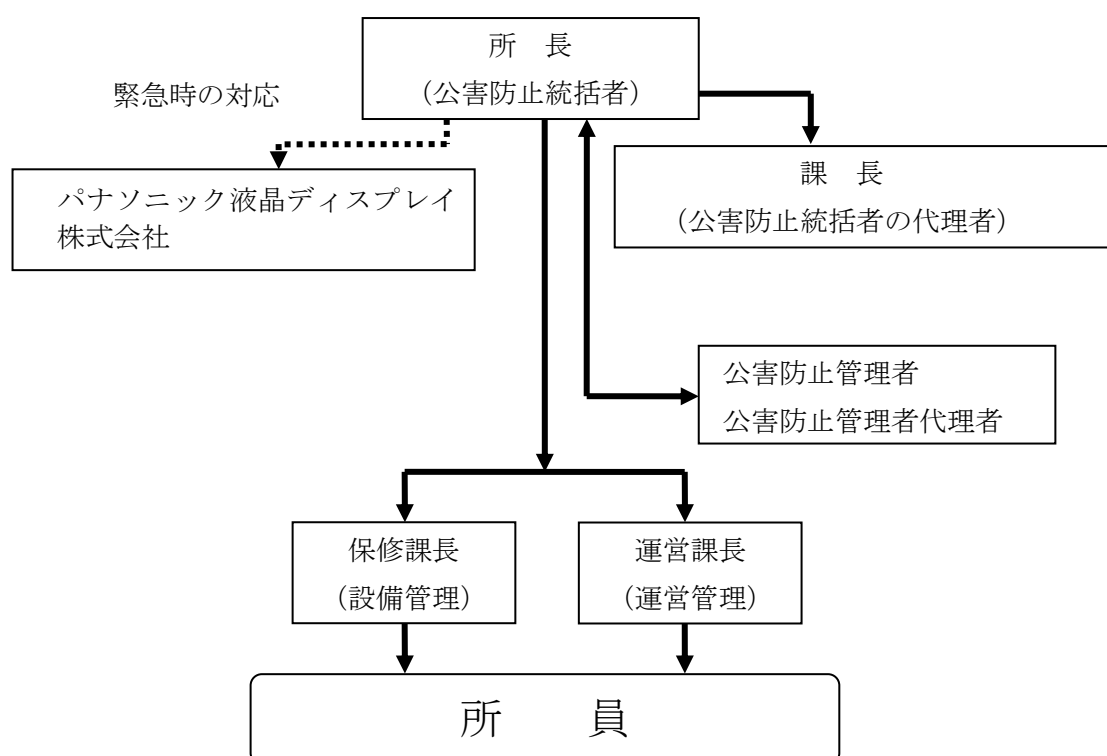 所　長
（公害防止統括者）
緊急時の対応
パナソニック液晶ディスプレイ
株式会社
課　長
（公害防止統括者の代理者）
公害防止管理者
公害防止管理者代理者
保修課長
（設備管理）
運営課長
（運営管理）
所　　員